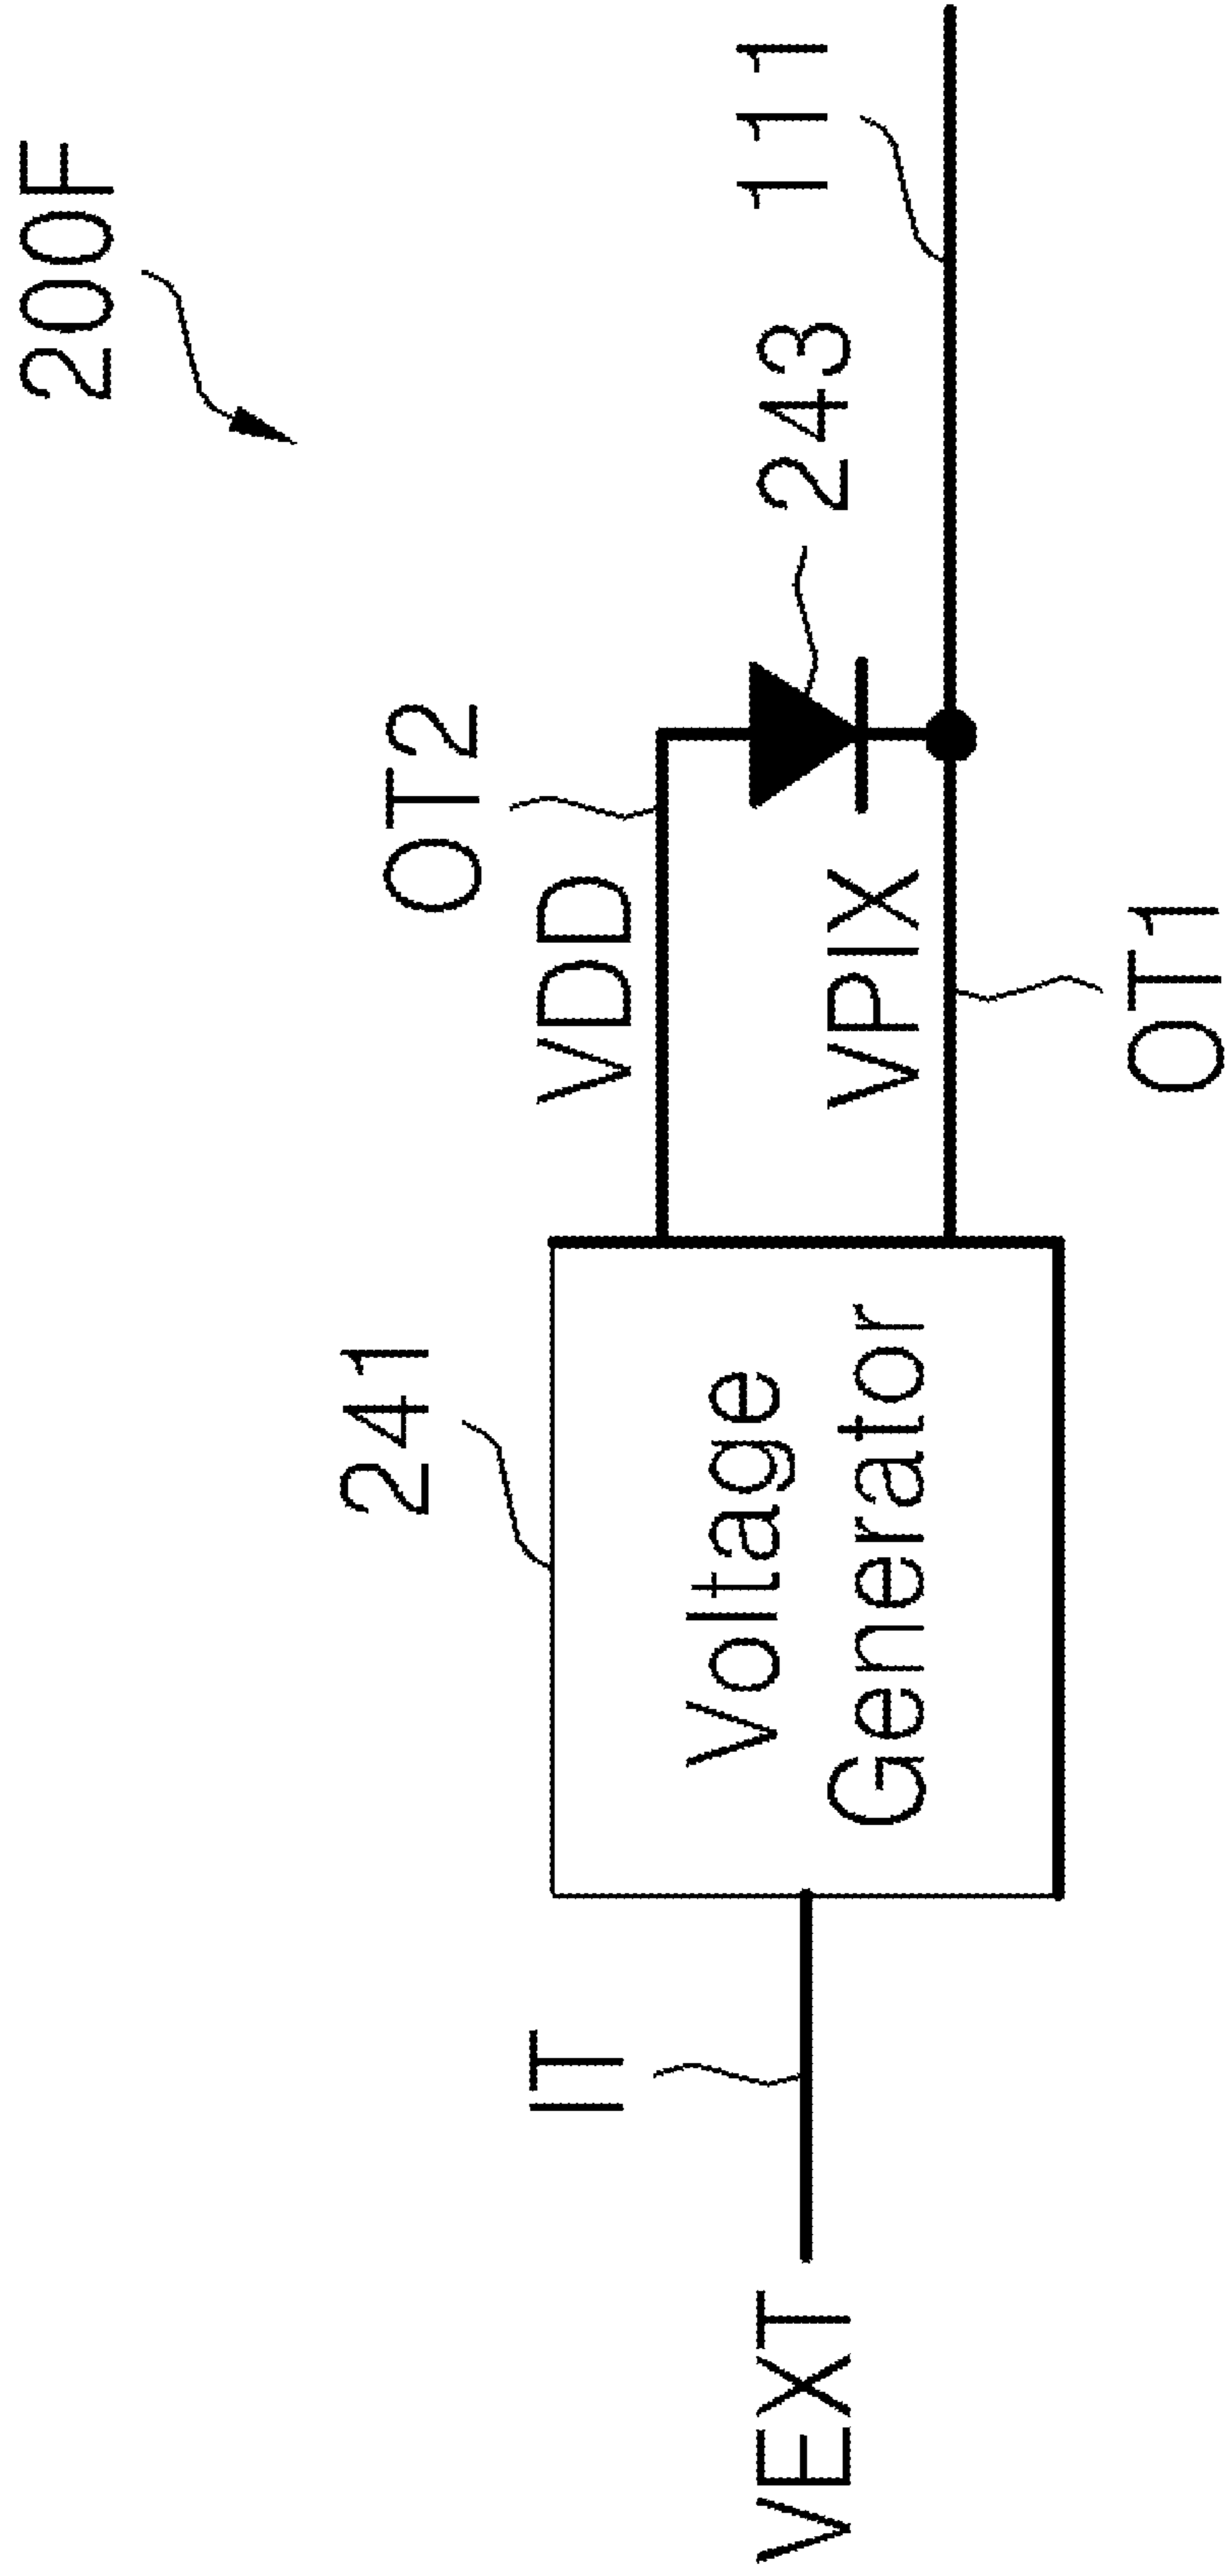 200F
241
OT2
VDD
243
111
IT
VEXT
Voltage
Generator
VPIX
OT1